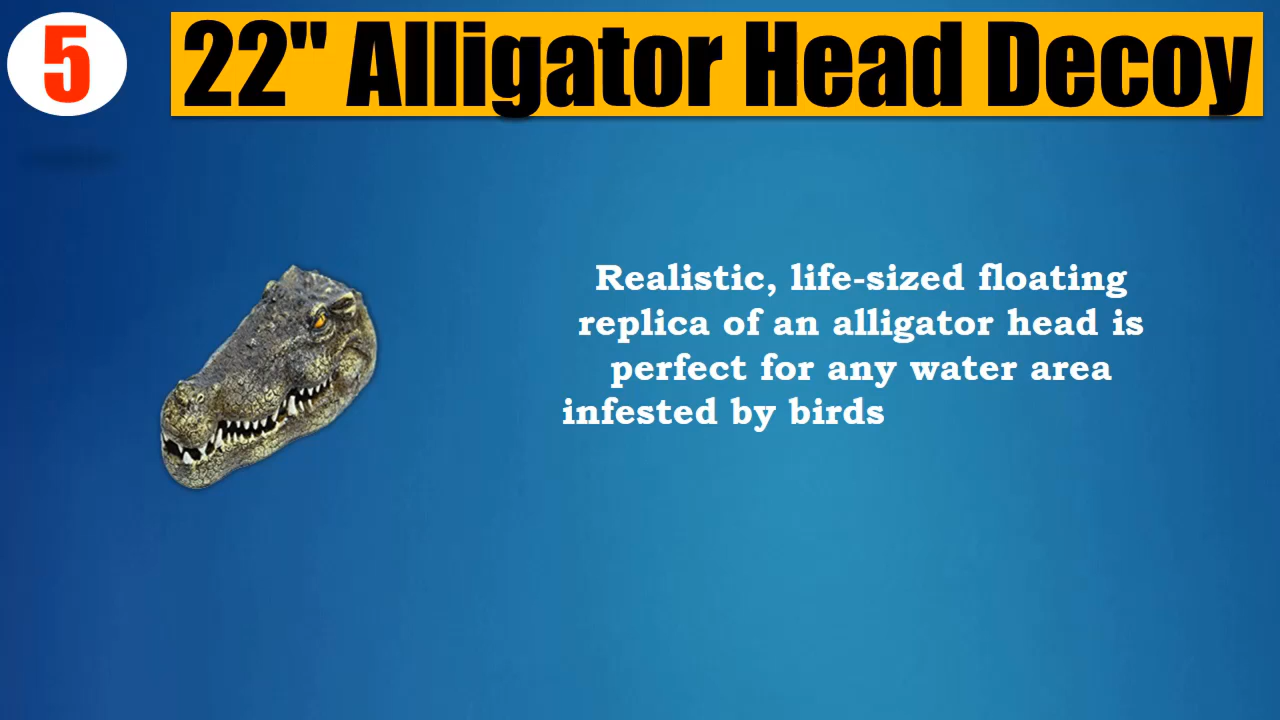 5
22" Alligator Head Decoy
Realistic, life-sized floating
replica of an alligator head is
perfect for any water area
infested by birds